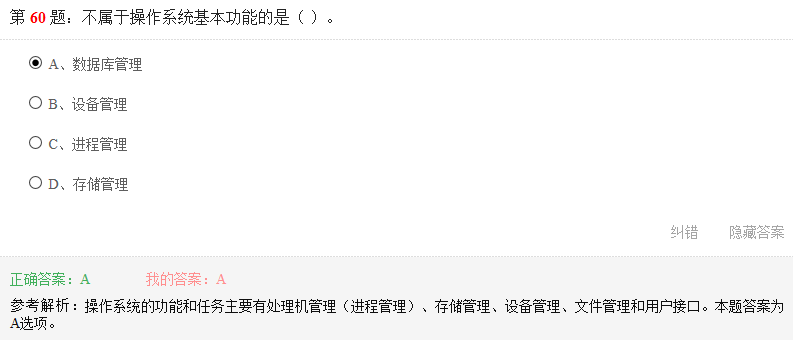 第 60 题：不属于操作系统基本功能的是（ ）。
A、数据库管理
B、设备管理
C、进程管理
D、存储管理
纠错 隐藏答案
正确答案：A 我的答案：A
参考解析：操作系统的功能和任务主要有处理机管理（进程管理）、存储管理、设备管理、文件管理和用户接口。本题答案为
A选项。